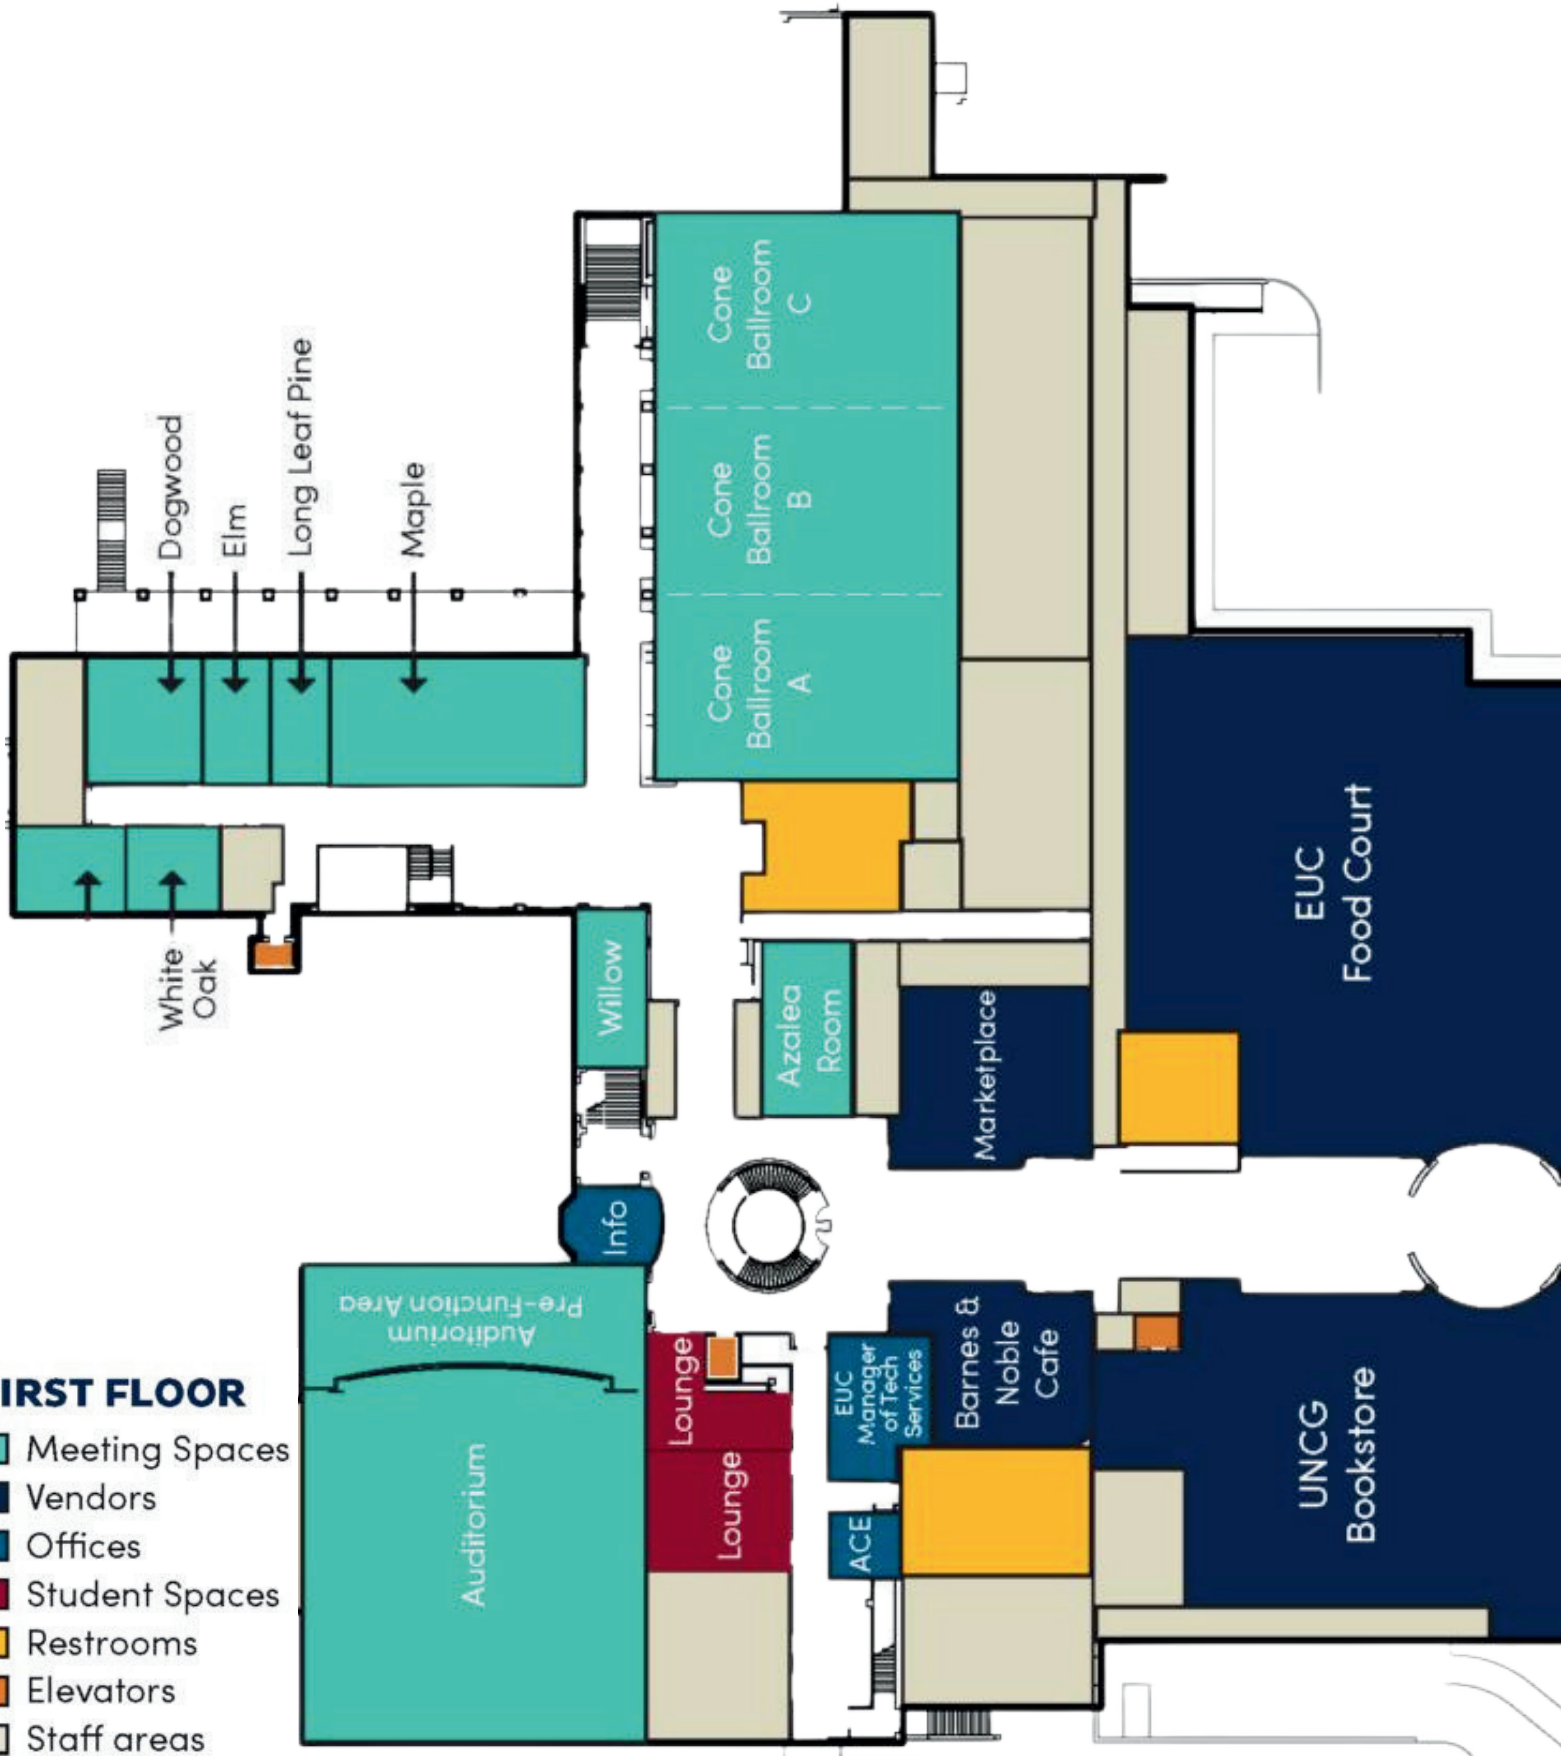 Cone
Ballroom
C
Cone
Ballroom
B
Cone
Ballroom
A
Dogwood
Elm
Long Leaf Pine
Maple
White
Oak
Willow
Azalea
Room
Marketplace
EUC
Food Court
Info
Auditorium
Pre-Function Area
Auditorium
Lounge
Lounge
EUC
Manager
of Tech
Services
ACE
Barnes &
Noble
Cafe
UNCG
Bookstore
IRST FLOOR
Meeting Spaces
Vendors
Offices
Student Spaces
Restrooms
Elevators
Staff areas